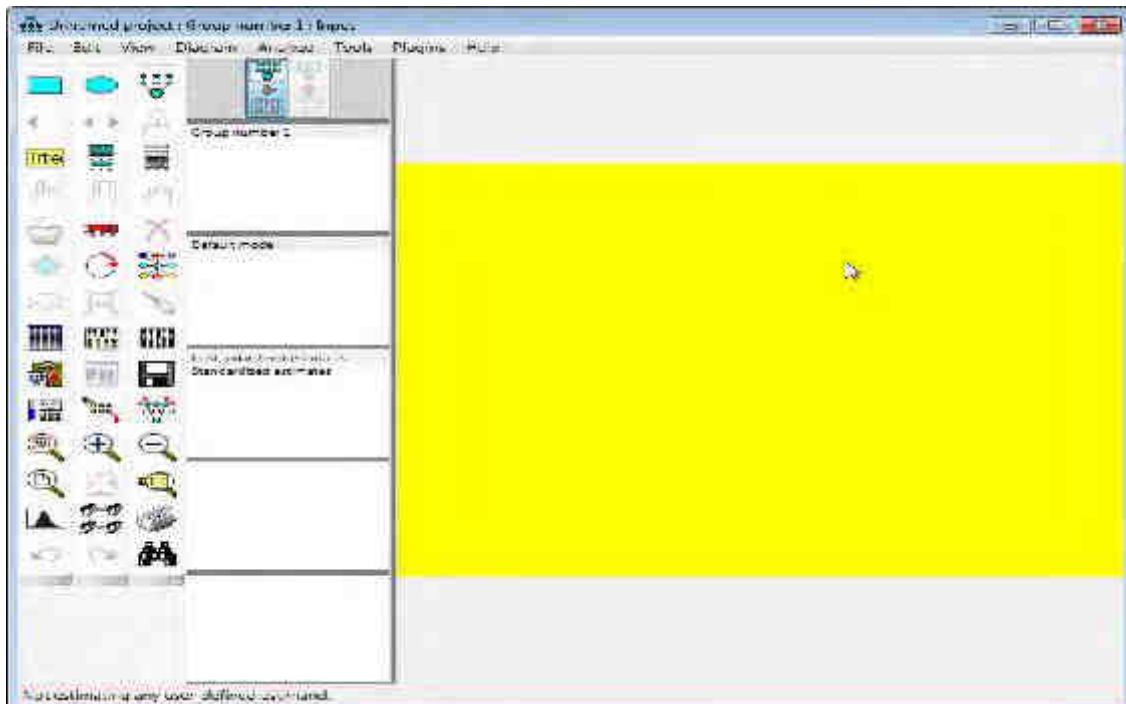 Unnamed project : Group number 1 : Input
File Edit View Diagram Analyze Tools Plugins Help
Title
Group number 1
Default model
Standardized estimates
Not estimating any user-defined estimand.